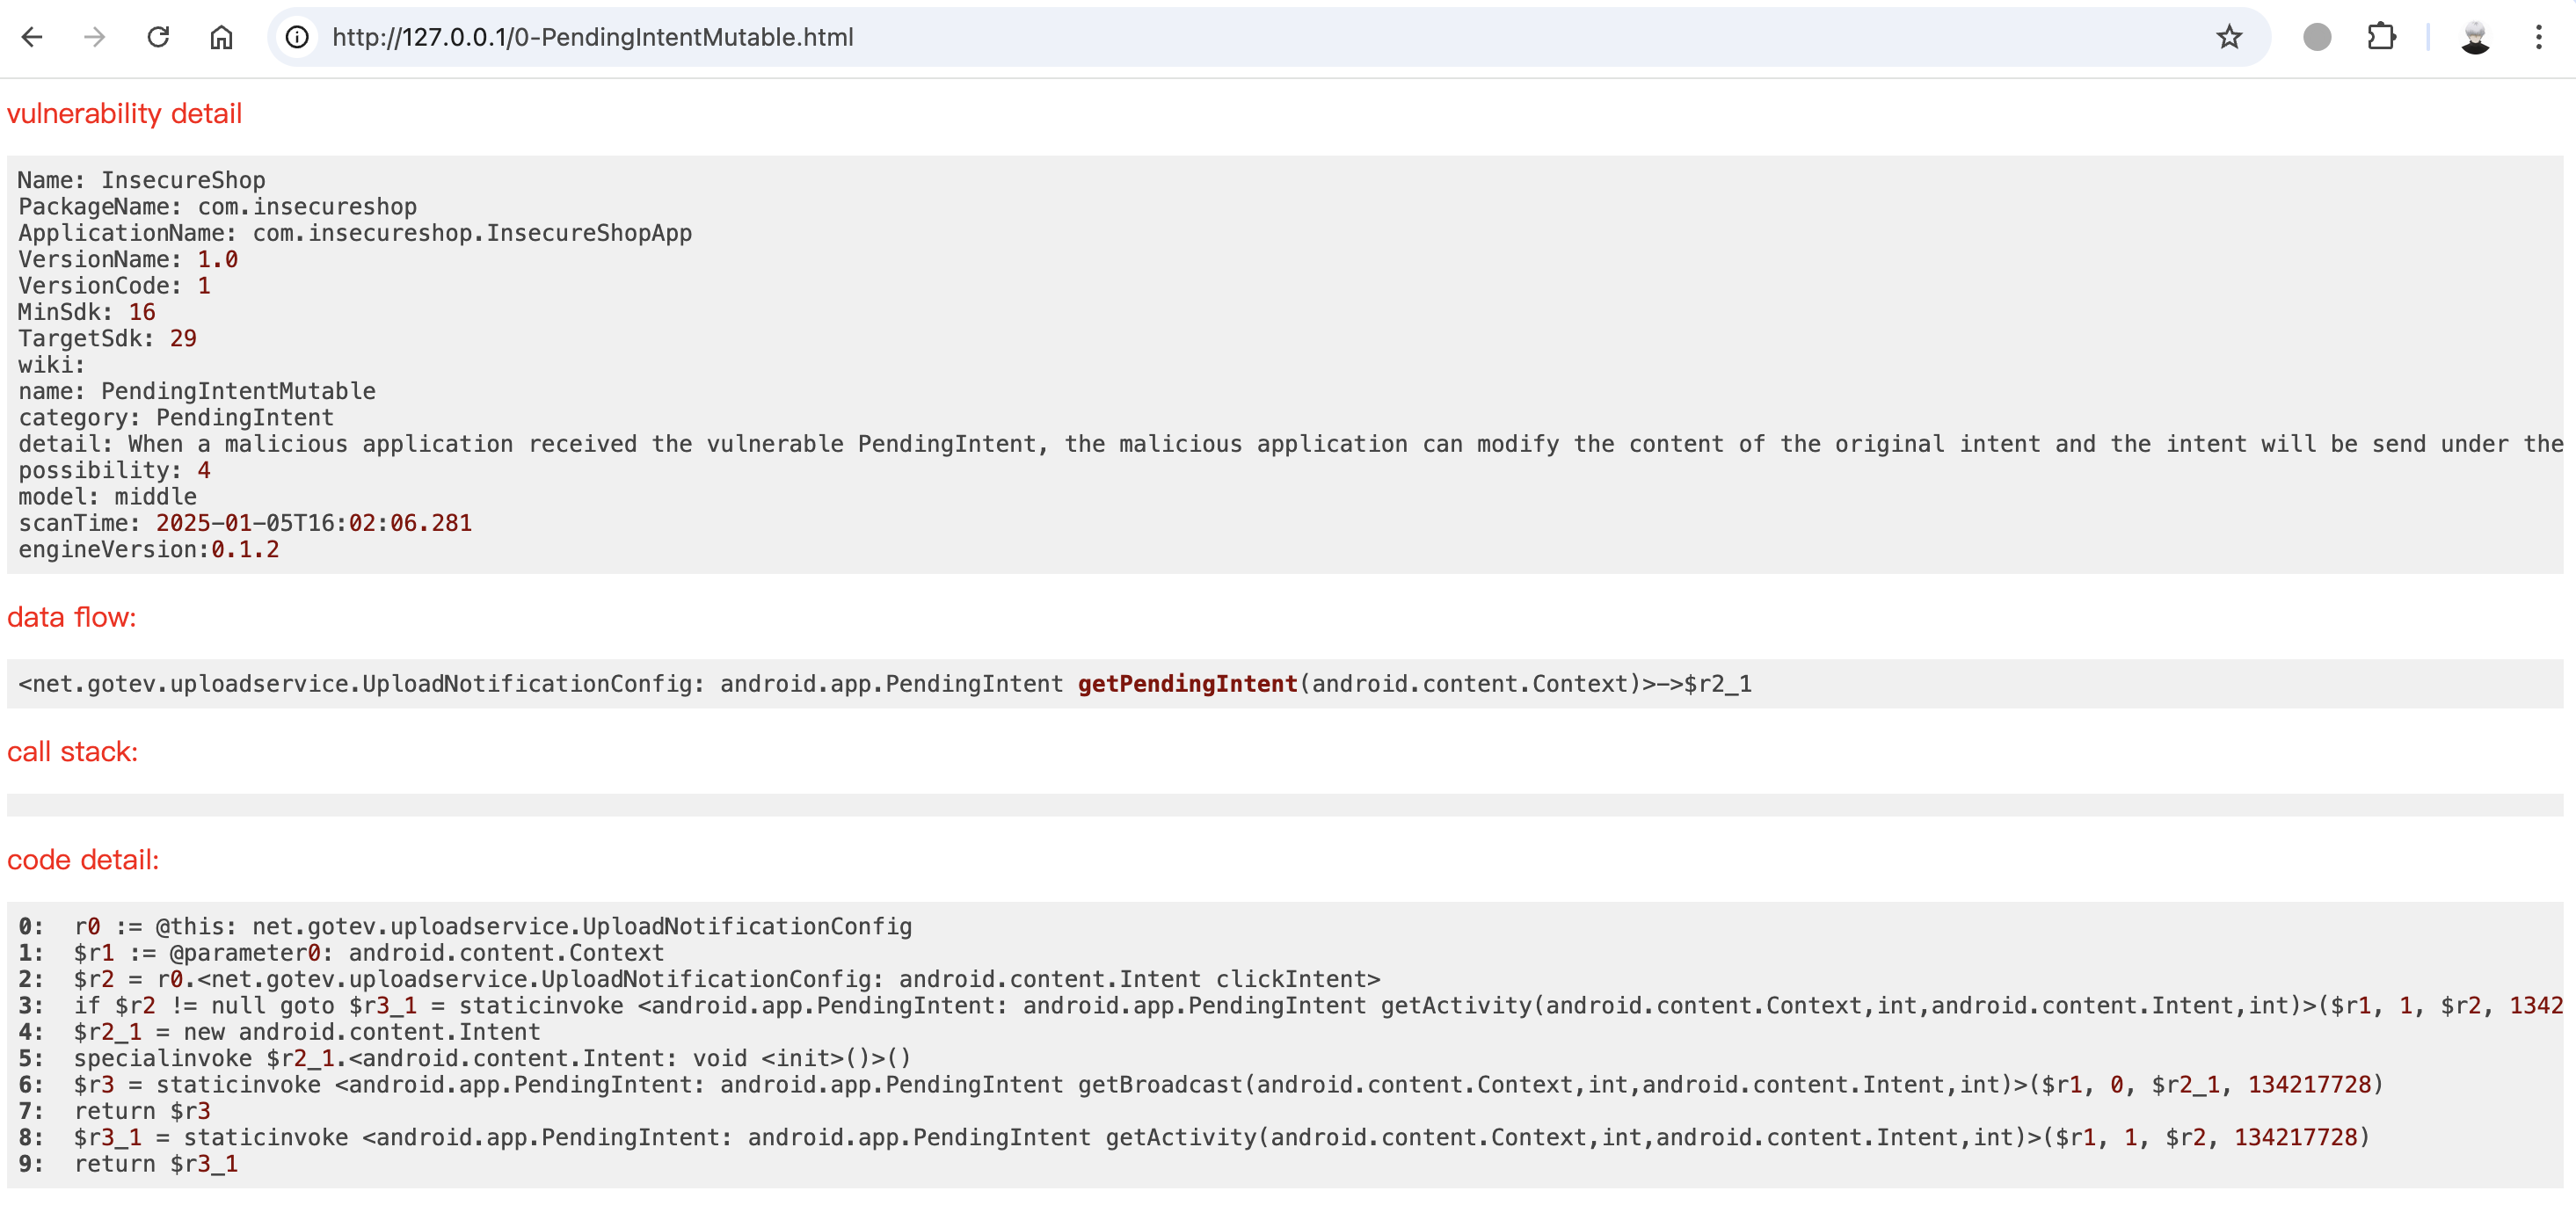 http://127.0.0.1/0-PendingIntentMutable.html
vulnerability detail
Name: InsecureShop
PackageName: com.insecureshop
ApplicationName: com.insecureshop.InsecureShopApp
VersionName: 1.0
VersionCode: 1
MinSdk: 16
TargetSdk: 29
wiki:
name: PendingIntentMutable
category: PendingIntent
detail: When a malicious application received the vulnerable PendingIntent, the malicious application can modify the content of the original intent and the intent will be send under the
possibility: 4
model: middle
scanTime: 2025-01-05T16:02:06.281
engineVersion:0.1.2
data flow:
<net.gotev.uploadservice.UploadNotificationConfig: android.app.PendingIntent getPendingIntent(android.content.Context)>->$r2_1
call stack:
code detail:
0: r0 := @this: net.gotev.uploadservice.UploadNotificationConfig
1: $r1 := @parameter0: android.content.Context
2: $r2 = r0.<net.gotev.uploadservice.UploadNotificationConfig: android.content.Intent clickIntent>
3: if $r2 != null goto $r3_1 = staticinvoke <android.app.PendingIntent: android.app.PendingIntent getActivity(android.content.Context,int,android.content.Intent,int)>($r1, 1, $r2, 1342
4: $r2_1 = new android.content.Intent
5: specialinvoke $r2_1.<android.content.Intent: void <init>()>()
6: $r3 = staticinvoke <android.app.PendingIntent: android.app.PendingIntent getBroadcast(android.content.Context,int,android.content.Intent,int)>($r1, 0, $r2_1, 134217728)
7: return $r3
8: $r3_1 = staticinvoke <android.app.PendingIntent: android.app.PendingIntent getActivity(android.content.Context,int,android.content.Intent,int)>($r1, 1, $r2, 134217728)
9: return $r3_1